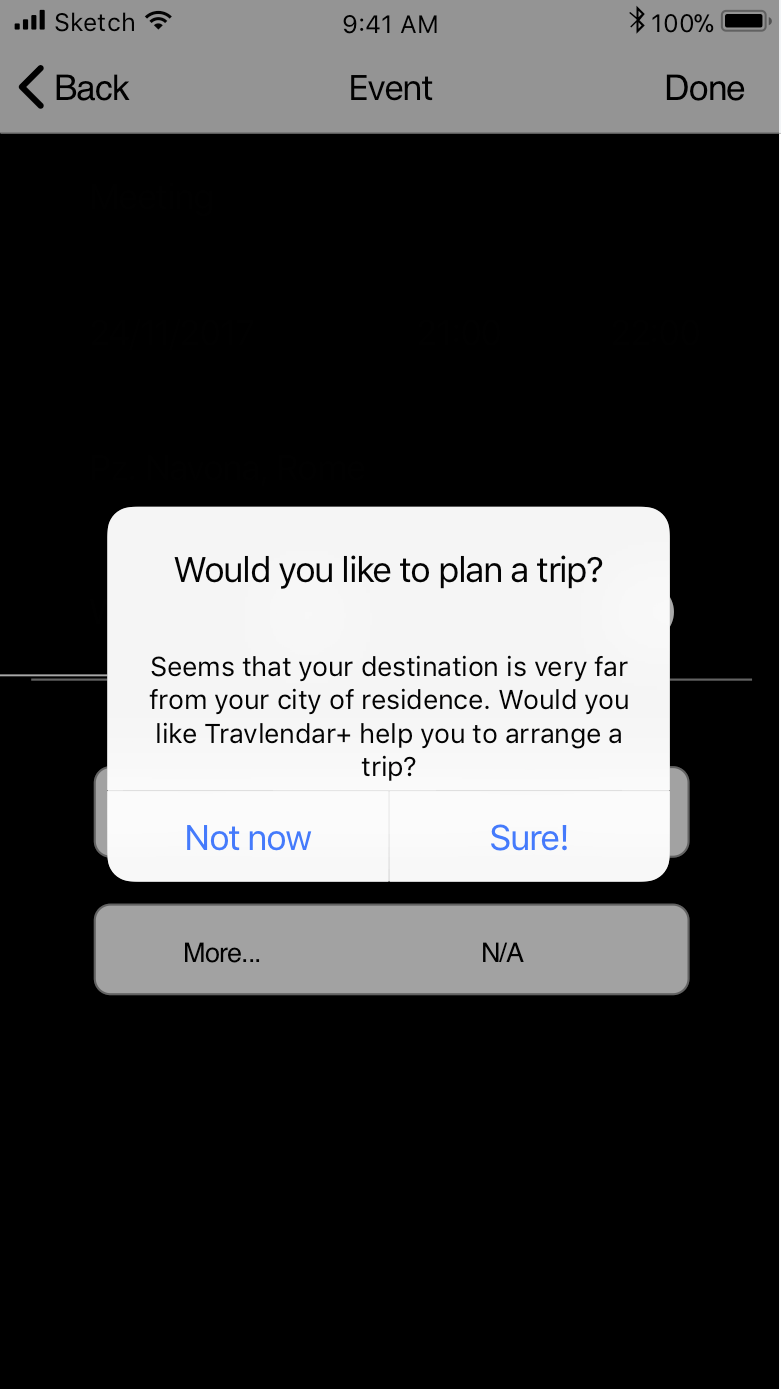 Sketch 9:41 AM 100%
Back Event Done
Would you like to plan a trip?
Seems that your destination is very far
from your city of residence. Would you
like Travlendar+ help you to arrange a
trip?
Not now Sure!
More... N/A